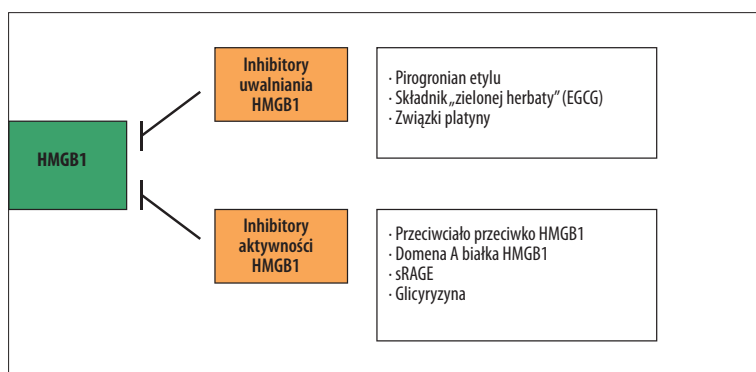 HMGB1
Inhibitory
uwalniania
HMGB1
· Pirogronian etylu
· Składnik „zielonej herbaty” (EGCG)
· Związki platyny
Inhibitory
aktywności
HMGB1
· Przeciwciało przeciwko HMGB1
· Domena A białka HMGB1
· sRAGE
· Glicyryzyna